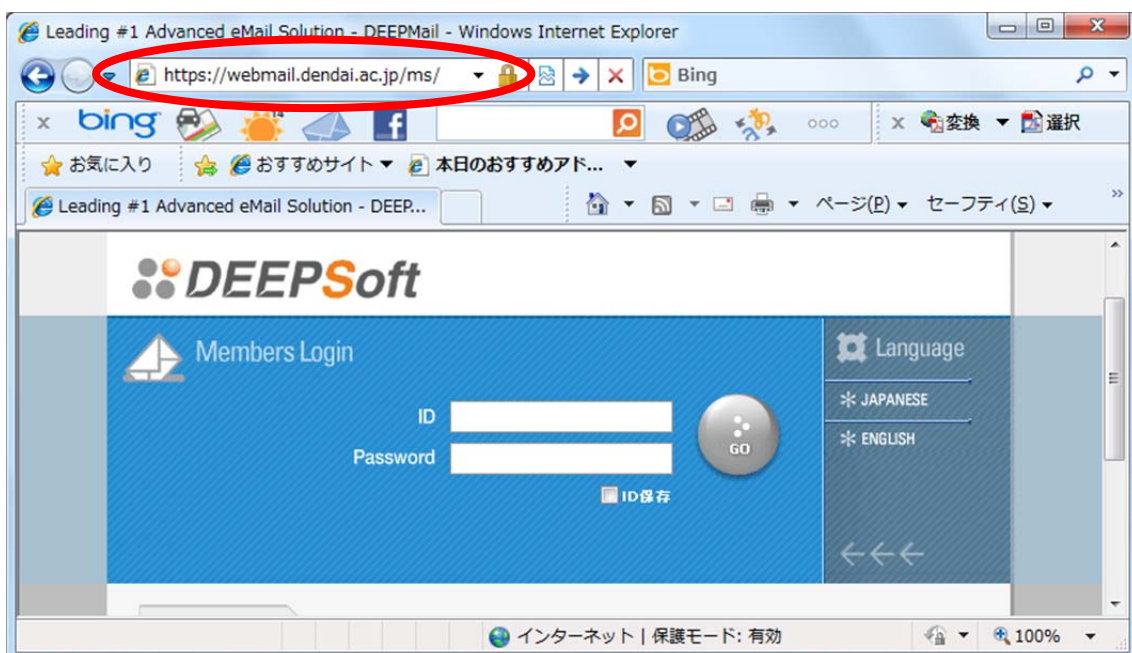 Leading #1 Advanced eMail Solution - DEEPMail - Windows Internet Explorer
https://webmail.dendai.ac.jp/ms/ Bing
x bing 14 f x 変換 選択
お気に入り おすすめサイト 本日のおすすめアド...
Leading #1 Advanced eMail Solution - DEEP... ページ(P) セーフティ(S) »
DEEPSoft
Members Login
Language
ID
JAPANESE
GO
ENGLISH
Password
ID保存
インターネット | 保護モード: 有効 100%